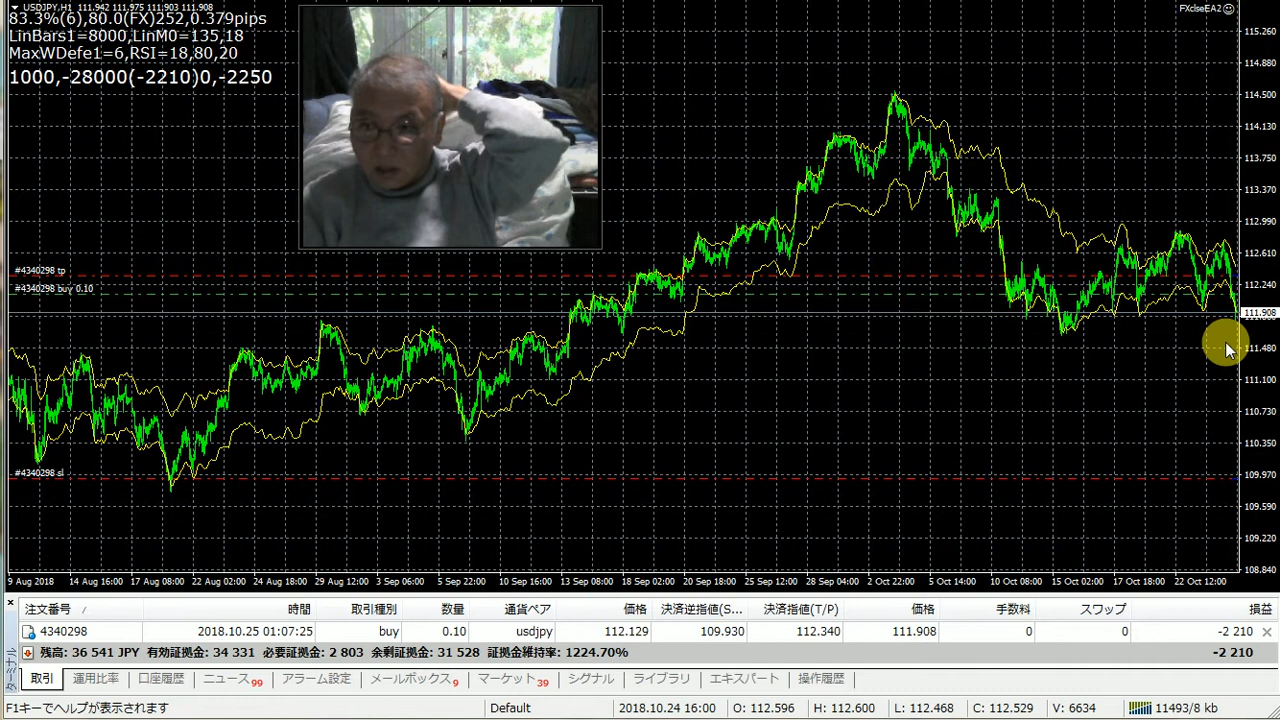 USDJPY,H1 111.942 111.975 111.903 111.908
FXclseEA2
83.3%(6),80.0(FX)252,0.379pips
LinBars1=8000,LinM0=135,18
MaxWDefe1=6,RSI=18,80,20
1000,-28000(-2210)0,-2250
115.260
114.880
114.500
114.130
113.750
113.370
112.990
112.610
112.240
111.908
111.480
111.100
110.730
110.350
109.970
109.590
109.220
108.840
#4340298 tp
#4340298 buy 0.10
#4340298 sl
9 Aug 2018 14 Aug 16:00 17 Aug 08:00 22 Aug 02:00 24 Aug 18:00 29 Aug 12:00 3 Sep 06:00 5 Sep 22:00 10 Sep 16:00 13 Sep 08:00 18 Sep 02:00 20 Sep 18:00 25 Sep 12:00 28 Sep 04:00 2 Oct 22:00 5 Oct 14:00 10 Oct 08:00 15 Oct 02:00 17 Oct 18:00 22 Oct 12:00
注文番号 / 時間 取引種別 数量 通貨ペア 価格 決済逆指値(S... 決済指値(T/P) 価格 手数料 スワップ 損益
4340298 2018.10.25 01:07:25 buy 0.10 usdjpy 112.129 109.930 112.340 111.908 0 0 -2 210
残高: 36 541 JPY 有効証拠金: 34 331 必要証拠金: 2 803 余剰証拠金: 31 528 証拠金維持率: 1224.70% -2 210
ターミナル
取引 運用比率 口座履歴 ニュース99 アラーム設定 メールボックス9 マーケット39 シグナル ライブラリ エキスパート 操作履歴
F1キーでヘルプが表示されます Default 2018.10.24 16:00 O: 112.596 H: 112.600 L: 112.468 C: 112.529 V: 6634 11493/8 kb